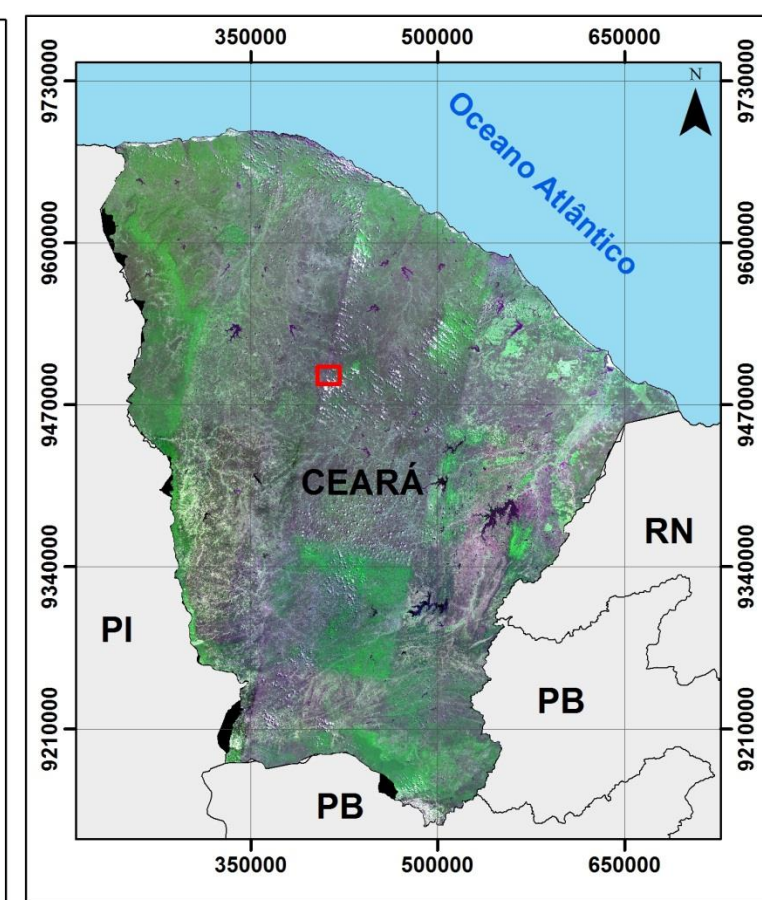 350000 500000 650000
N
9730000 9730000
Oceano Atlântico
9600000 9600000
9470000 9470000
CEARÁ
RN
9340000 9340000
PI
PB
9210000 9210000
PB
350000 500000 650000